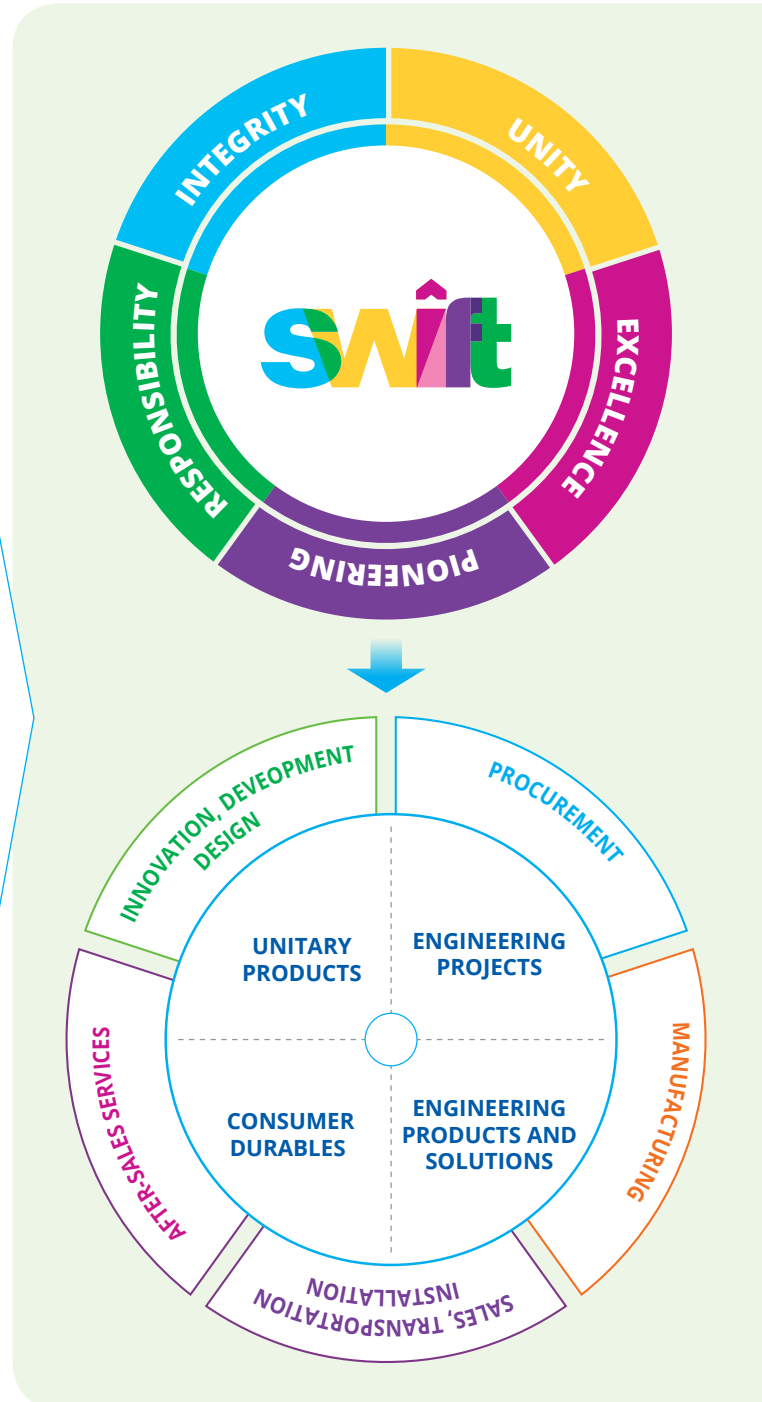 INTEGRITY
UNITY
EXCELLENCE
PIONEERING
RESPONSIBILITY
swift
INNOVATION, DEVEOPMENT
DESIGN
PROCUREMENT
MANUFACTURING
SALES, TRANSPORTATION
INSTALLATION
AFTER-SALES SERVICES
UNITARY
PRODUCTS
ENGINEERING
PROJECTS
CONSUMER
DURABLES
ENGINEERING
PRODUCTS AND
SOLUTIONS